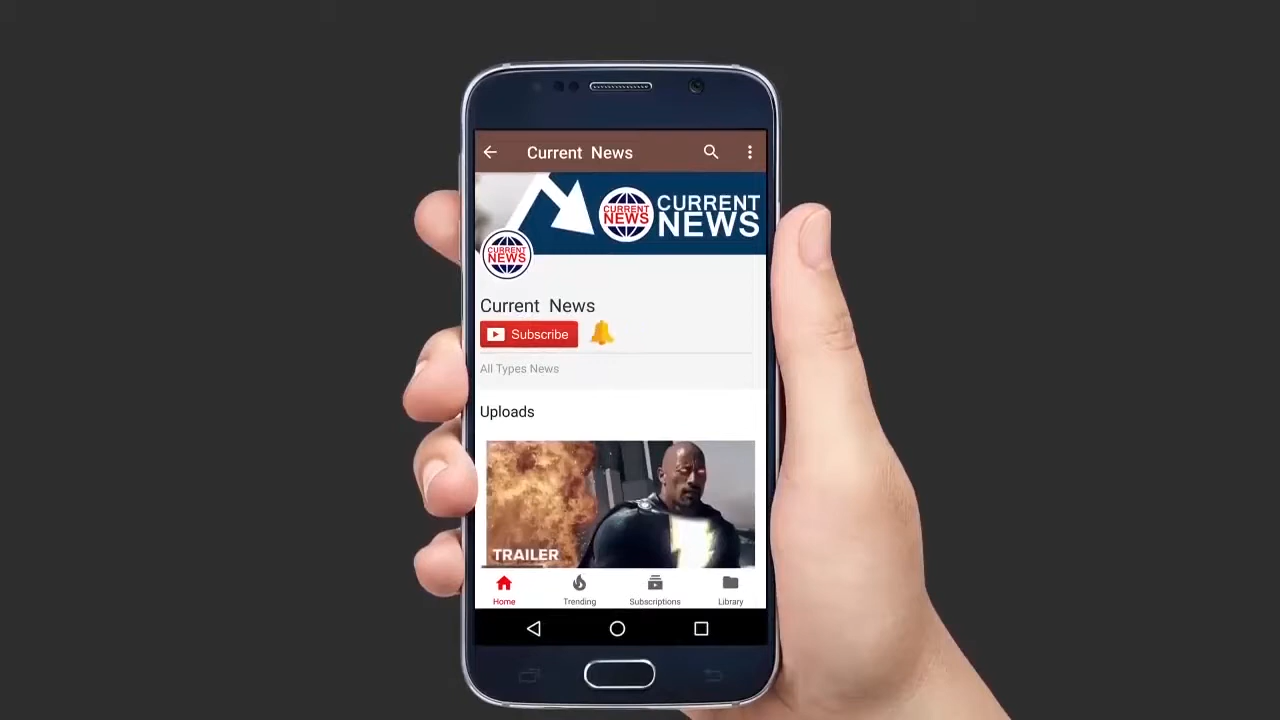 Current News
CURRENT
NEWS
CURRENT
NEWS
CURRENT
NEWS
Current News
Subscribe
All Types News
Uploads
TRAILER
Home
Trending
Subscriptions
Library